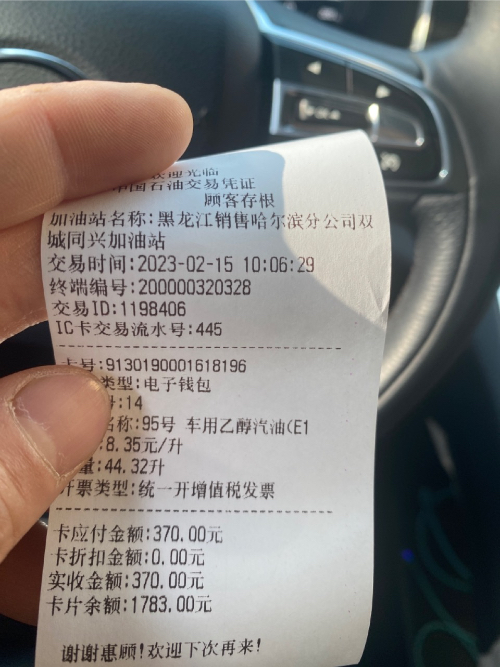 欢迎光临
中国石油交易凭证
顾客存根
加油站名称:黑龙江销售哈尔滨分公司双
城同兴加油站
交易时间:2023-02-15 10:06:29
终端编号:200000320328
交易ID:1198406
IC卡交易流水号:445
卡号:9130190001618196
类型:电子钱包
:14
名称:95号 车用乙醇汽油(E1
:8.35元/升
量:44.32升
开票类型:统一开增值税发票
卡应付金额:370.00元
卡折扣金额:0.00元
实收金额:370.00元
卡片余额:1783.00元
谢谢惠顾!欢迎下次再来!